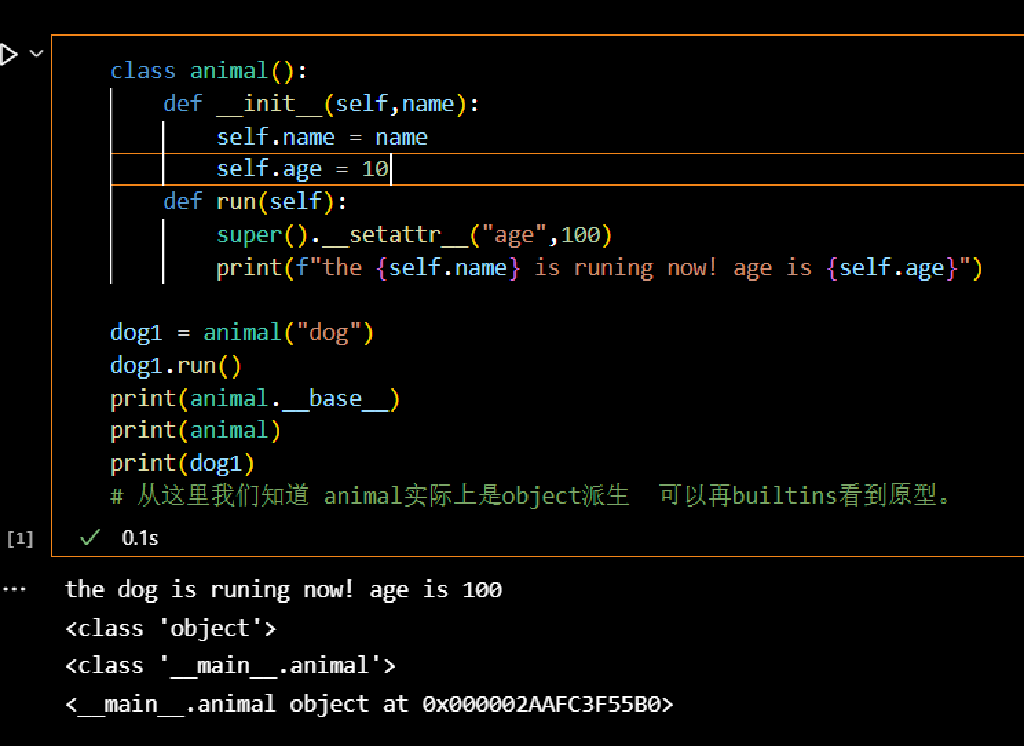 class animal():
    def __init__(self,name):
        self.name = name
        self.age = 10
    def run(self):
        super().__setattr__("age",100)
        print(f"the {self.name} is runing now! age is {self.age}")
dog1 = animal("dog")
dog1.run()
print(animal.__base__)
print(animal)
print(dog1)
# 从这里我们知道 animal实际上是object派生  可以再builtins看到原型。
[1] 0.1s
the dog is runing now! age is 100
<class 'object'>
<class '__main__.animal'>
<__main__.animal object at 0x000002AAFC3F55B0>